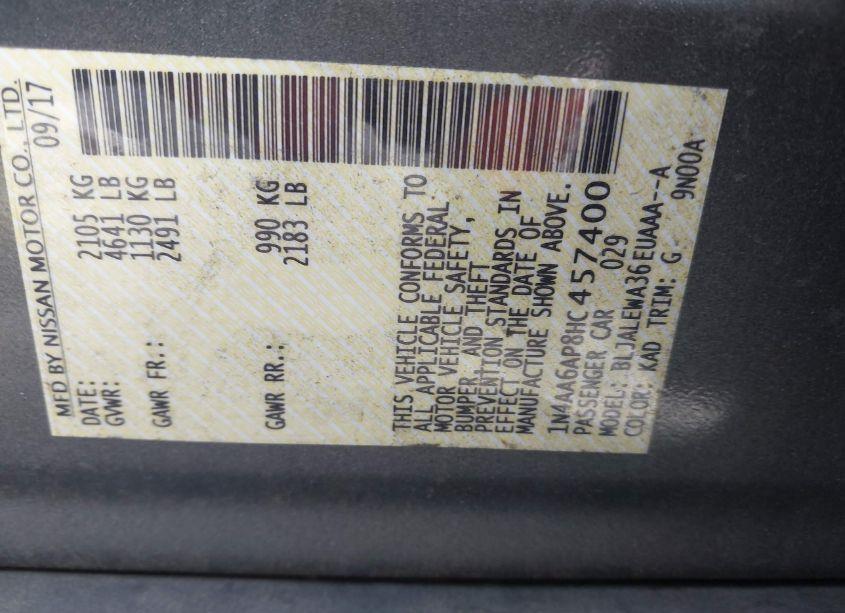 MFD BY NISSAN MOTOR CO., LTD.
DATE: 09/17
GVWR: 2105 KG
4641 LB
GAWR FR.: 1130 KG
2491 LB
GAWR RR.: 990 KG
2183 LB
THIS VEHICLE CONFORMS TO
ALL APPLICABLE FEDERAL
MOTOR VEHICLE SAFETY,
BUMPER, AND THEFT
PREVENTION STANDARDS IN
EFFECT ON THE DATE OF
MANUFACTURE SHOWN ABOVE.
1N4AA6AP8HC457400
PASSENGER CAR 029
MODEL: BLJALEWA36EUAAA--A
COLOR: KAD TRIM: G 9N00A